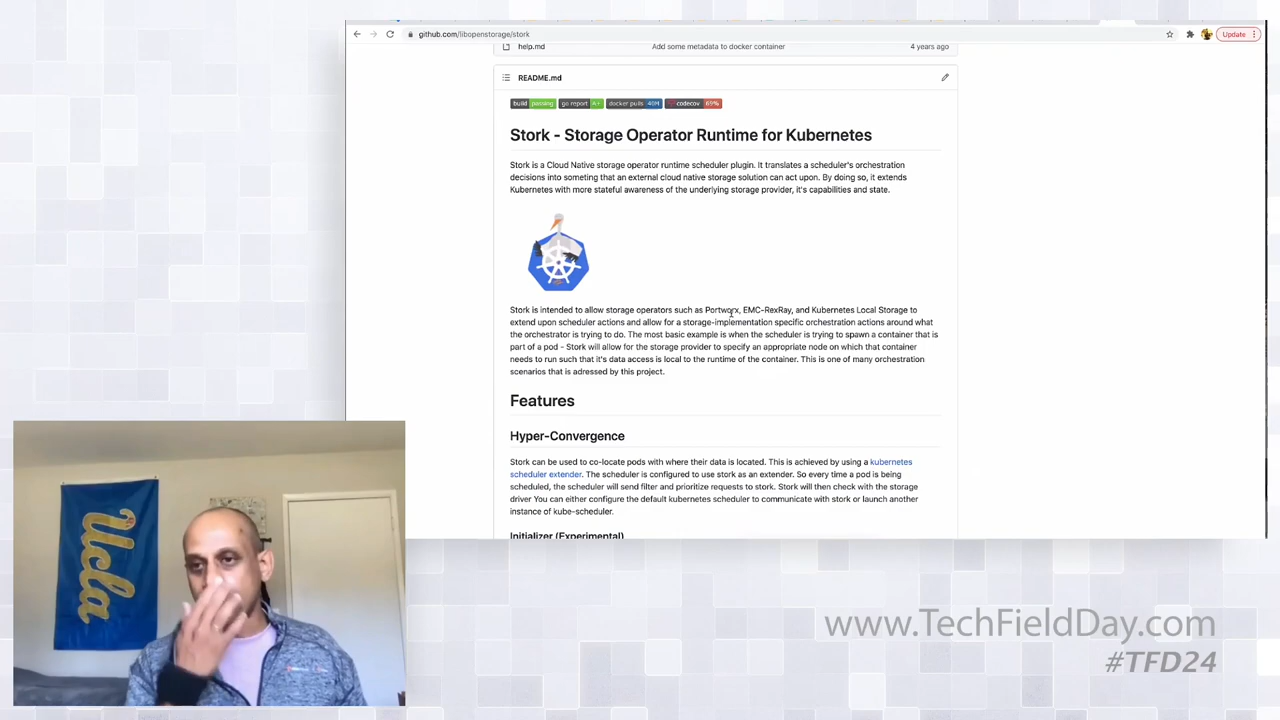 github.com/libopenstorage/stork
Update
help.md
Add some metadata to docker container
4 years ago
README.md
build passing
go report A+
docker pulls 40M
codecov 69%
Stork - Storage Operator Runtime for Kubernetes
Stork is a Cloud Native storage operator runtime scheduler plugin. It translates a scheduler's orchestration
decisions into someting that an external cloud native storage solution can act upon. By doing so, it extends
Kubernetes with more stateful awareness of the underlying storage provider, it's capabilities and state.
Stork is intended to allow storage operators such as Portworx, EMC-RexRay, and Kubernetes Local Storage to
extend upon scheduler actions and allow for a storage-implementation specific orchestration actions around what
the orchestrator is trying to do. The most basic example is when the scheduler is trying to spawn a container that is
part of a pod - Stork will allow for the storage provider to specify an appropriate node on which that container
needs to run such that it's data access is local to the runtime of the container. This is one of many orchestration
scenarios that is adressed by this project.
Features
Hyper-Convergence
Stork can be used to co-locate pods with where their data is located. This is achieved by using a kubernetes
scheduler extender. The scheduler is configured to use stork as an extender. So every time a pod is being
scheduled, the scheduler will send filter and prioritize requests to stork. Stork will then check with the storage
driver You can either configure the default kubernetes scheduler to communicate with stork or launch another
instance of kube-scheduler.
Initializer (Experimental)
Ucla
www.TechFieldDay.com
#TFD24